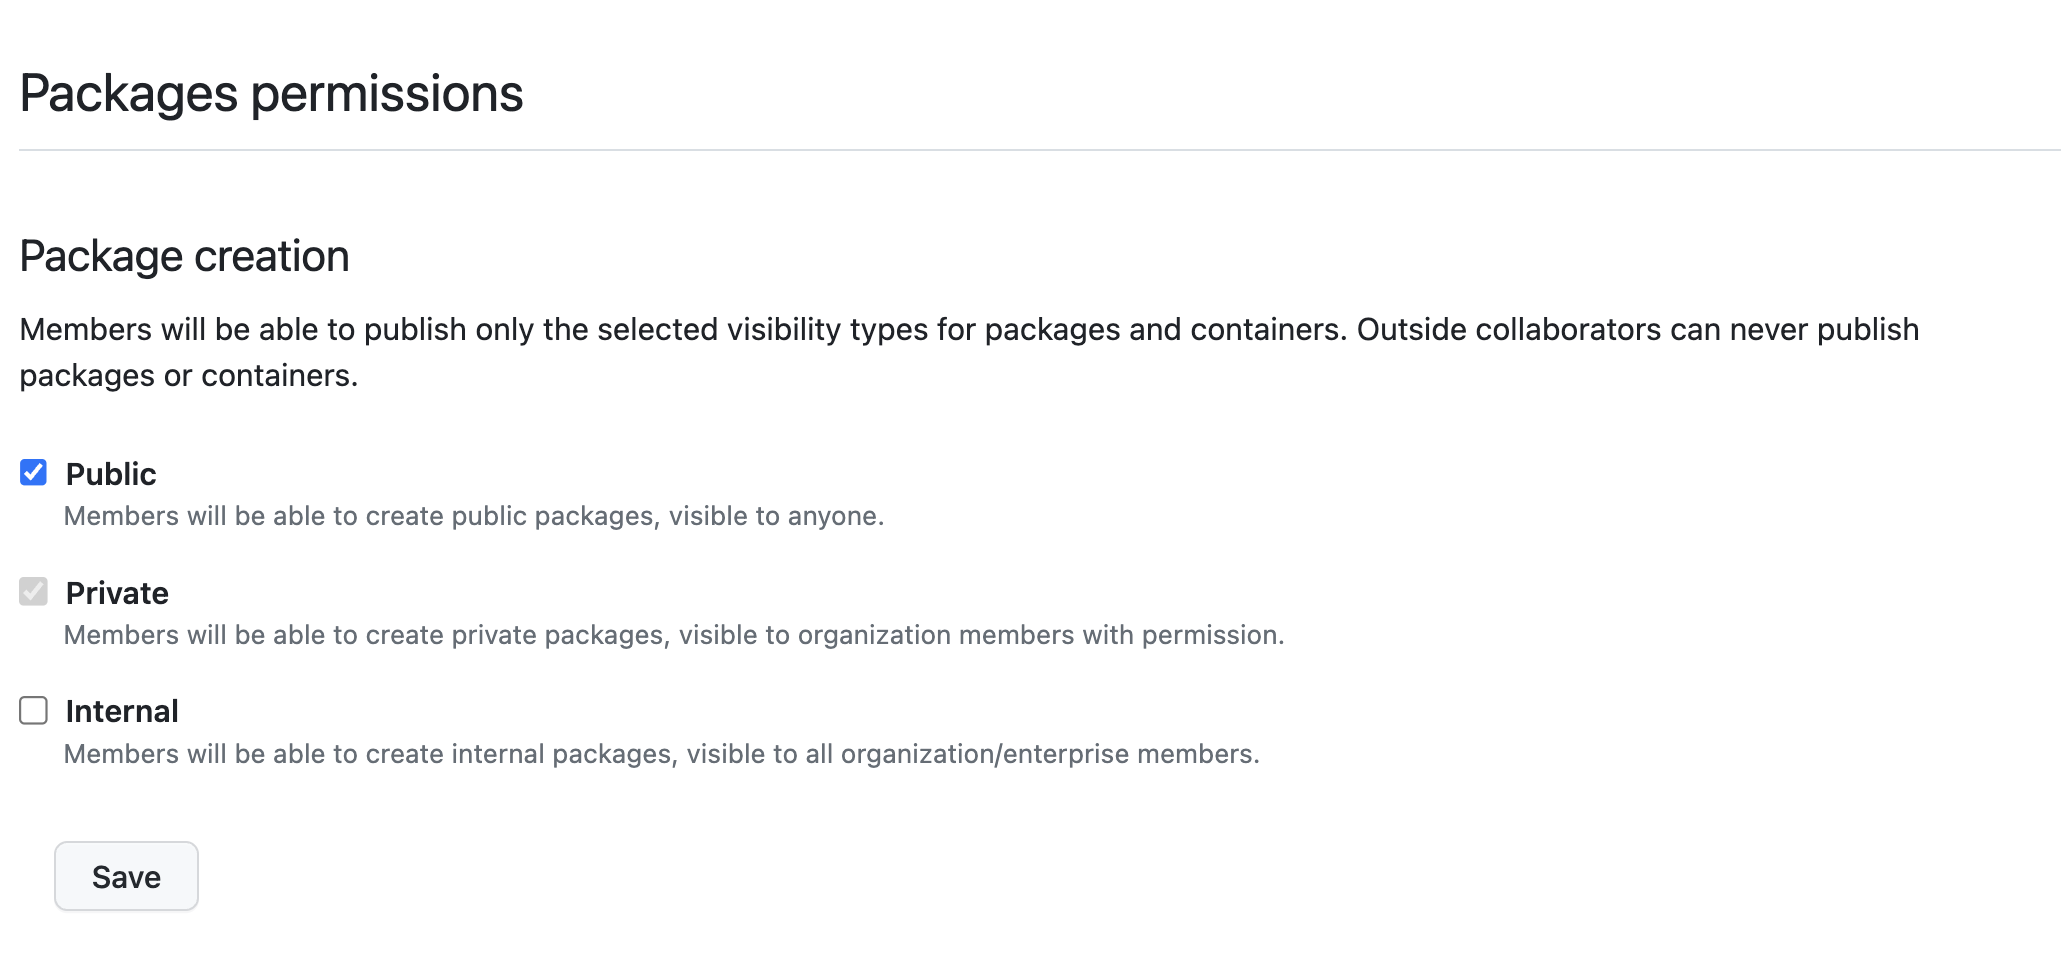 Packages permissions
Package creation
Members will be able to publish only the selected visibility types for packages and containers. Outside collaborators can never publish
packages or containers.
Public
Members will be able to create public packages, visible to anyone.
Private
Members will be able to create private packages, visible to organization members with permission.
Internal
Members will be able to create internal packages, visible to all organization/enterprise members.
Save